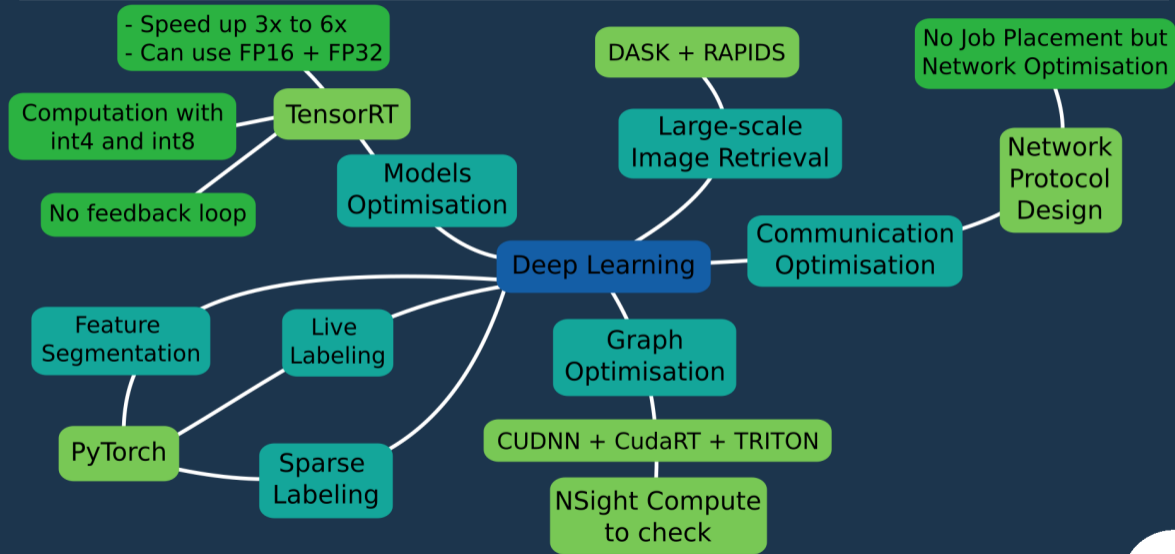 - Speed up 3x to 6x
- Can use FP16 + FP32
TensorRT
Computation with
int4 and int8
No feedback loop
Models
Optimisation
DASK + RAPIDS
Large-scale
Image Retrieval
No Job Placement but
Network Optimisation
Network
Protocol
Design
Communication
Optimisation
Deep Learning
Feature
Segmentation
Live
Labeling
PyTorch
Sparse
Labeling
Graph
Optimisation
CUDNN + CudaRT + TRITON
NSight Compute
to check